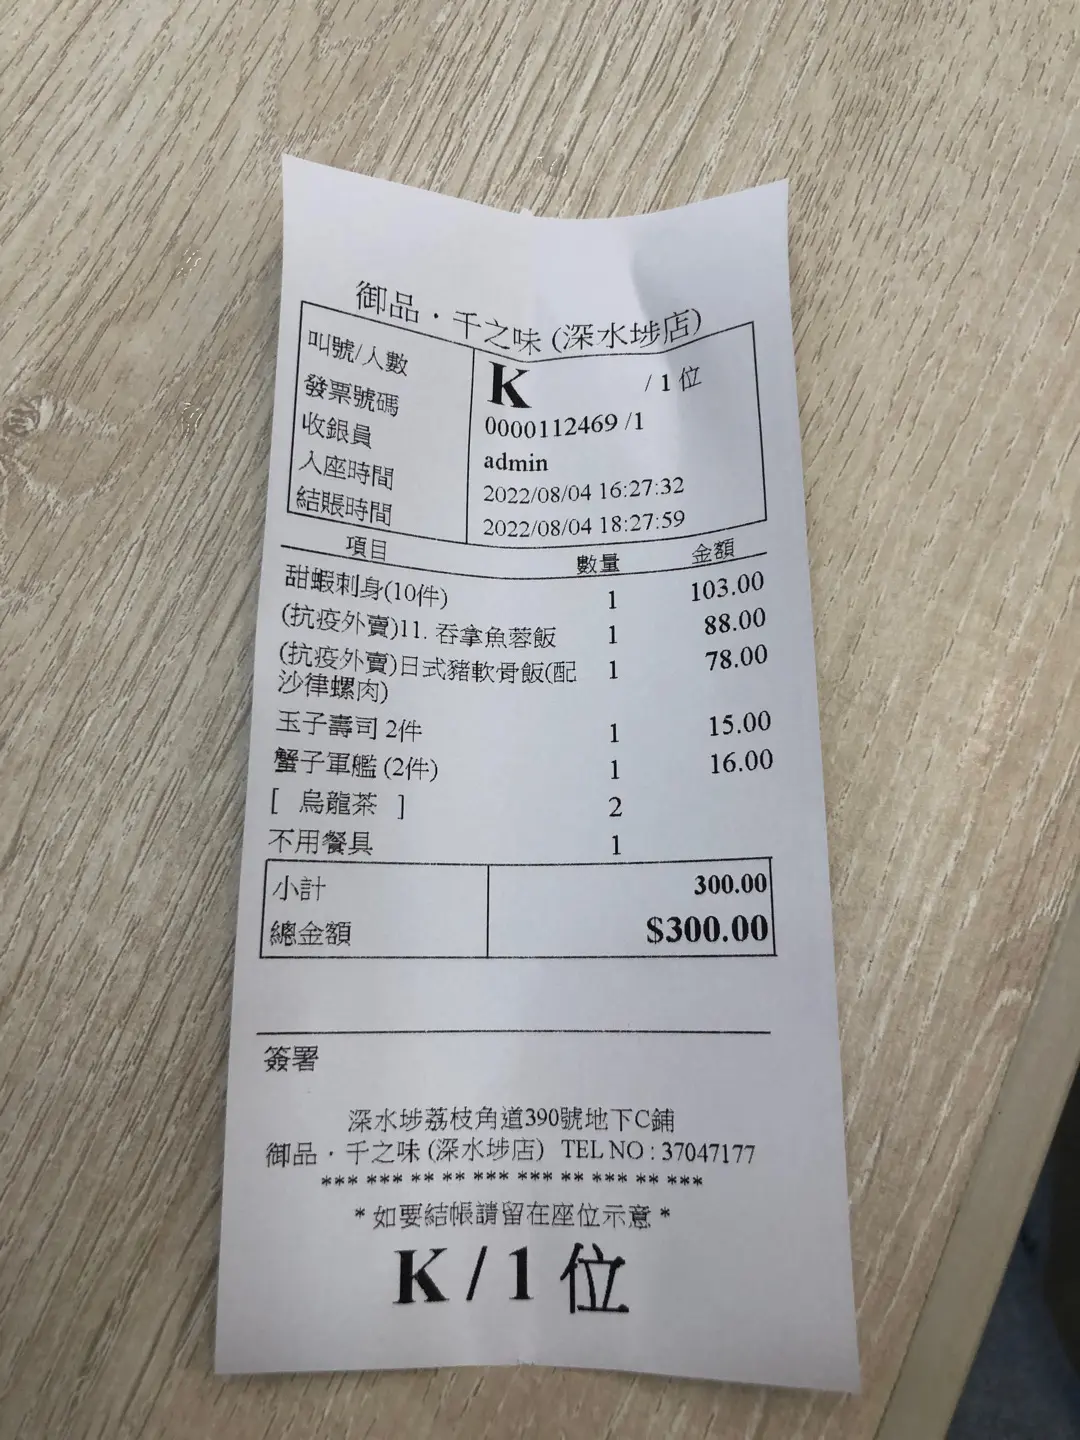 御品．千之味 (深水埗店)
叫號/人數 K / 1 位
發票號碼 0000112469 /1
收銀員 admin
入座時間 2022/08/04 16:27:32
結賬時間 2022/08/04 18:27:59
項目 數量 金額
甜蝦刺身(10件) 1 103.00
(抗疫外賣)11. 吞拿魚蓉飯 1 88.00
(抗疫外賣)日式豬軟骨飯(配 1 78.00
沙律螺肉)
玉子壽司 2件 1 15.00
蟹子軍艦 (2件) 1 16.00
[ 烏龍茶 ] 2
不用餐具 1
小計 300.00
總金額 $300.00
簽署
深水埗荔枝角道390號地下C鋪
御品．千之味 (深水埗店) TEL NO : 37047177
*** *** ** ** *** *** ** *** ** ***
* 如要結帳請留在座位示意 *
K / 1 位